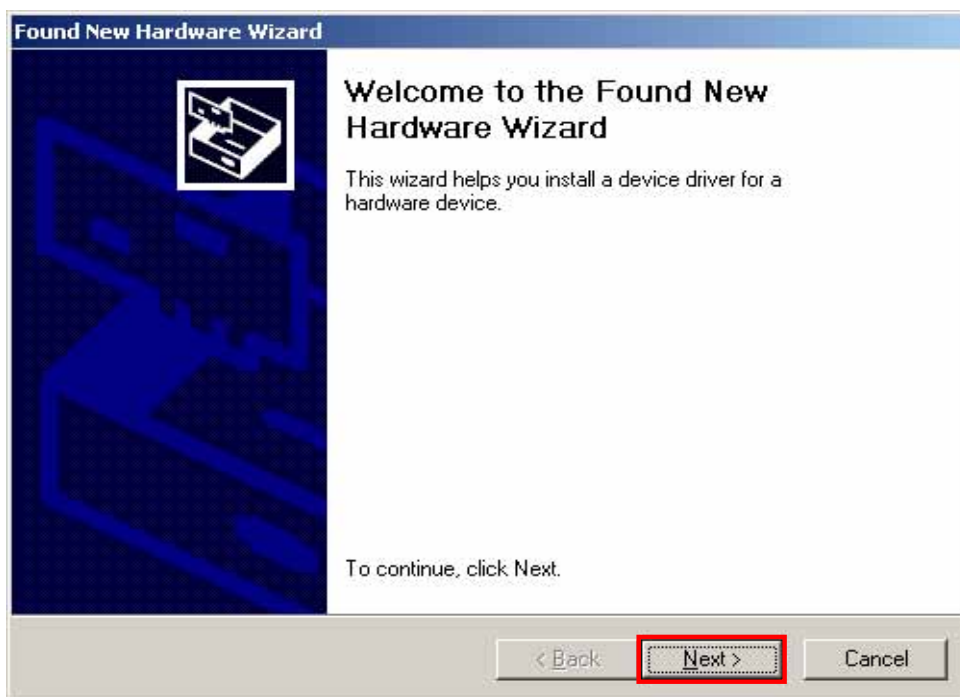 Found New Hardware Wizard
Welcome to the Found New
Hardware Wizard
This wizard helps you install a device driver for a
hardware device.
To continue, click Next.
< Back
Next >
Cancel